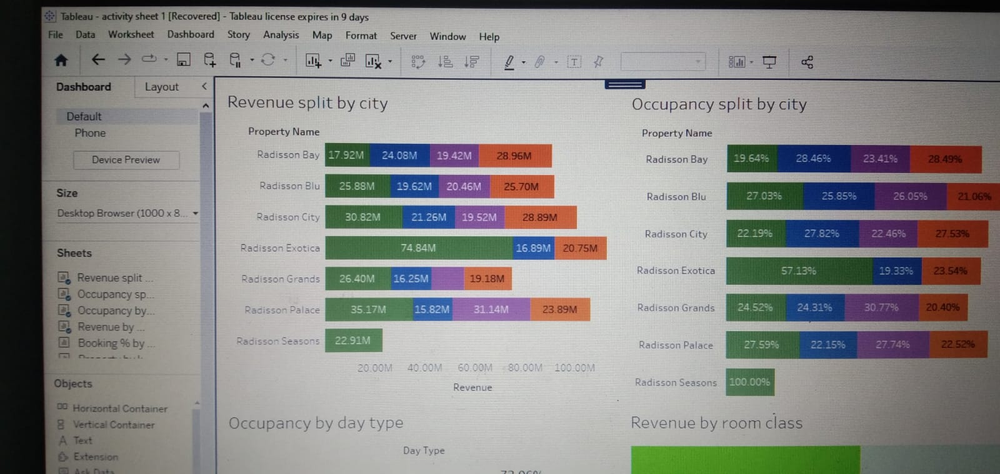 Tableau - activity sheet 1 [Recovered] - Tableau license expires in 9 days
File Data Worksheet Dashboard Story Analysis Map Format Server Window Help
Dashboard Layout
Default
Phone
Device Preview
Size
Desktop Browser (1000 x 8...
Sheets
Revenue split ...
Occupancy sp...
Occupancy by...
Revenue by ...
Booking % by ...
Objects
Horizontal Container
Vertical Container
A Text
Extension
Ask Data
Revenue split by city
Property Name
Radisson Bay 17.92M 24.08M 19.42M 28.96M
Radisson Blu 25.88M 19.62M 20.46M 25.70M
Radisson City 30.82M 21.26M 19.52M 28.89M
Radisson Exotica 74.84M 16.89M 20.75M
Radisson Grands 26.40M 16.25M 19.18M
Radisson Palace 35.17M 15.82M 31.14M 23.89M
Radisson Seasons 22.91M
20.00M 40.00M 60.00M 80.00M 100.00M
Revenue
Occupancy split by city
Property Name
Radisson Bay 19.64% 28.46% 23.41% 28.49%
Radisson Blu 27.03% 25.85% 26.05% 21.06%
Radisson City 22.19% 27.82% 22.46% 27.53%
Radisson Exotica 57.13% 19.33% 23.54%
Radisson Grands 24.52% 24.31% 30.77% 20.40%
Radisson Palace 27.59% 22.15% 27.74% 22.52%
Radisson Seasons 100.00%
Occupancy by day type
Day Type
Revenue by room class